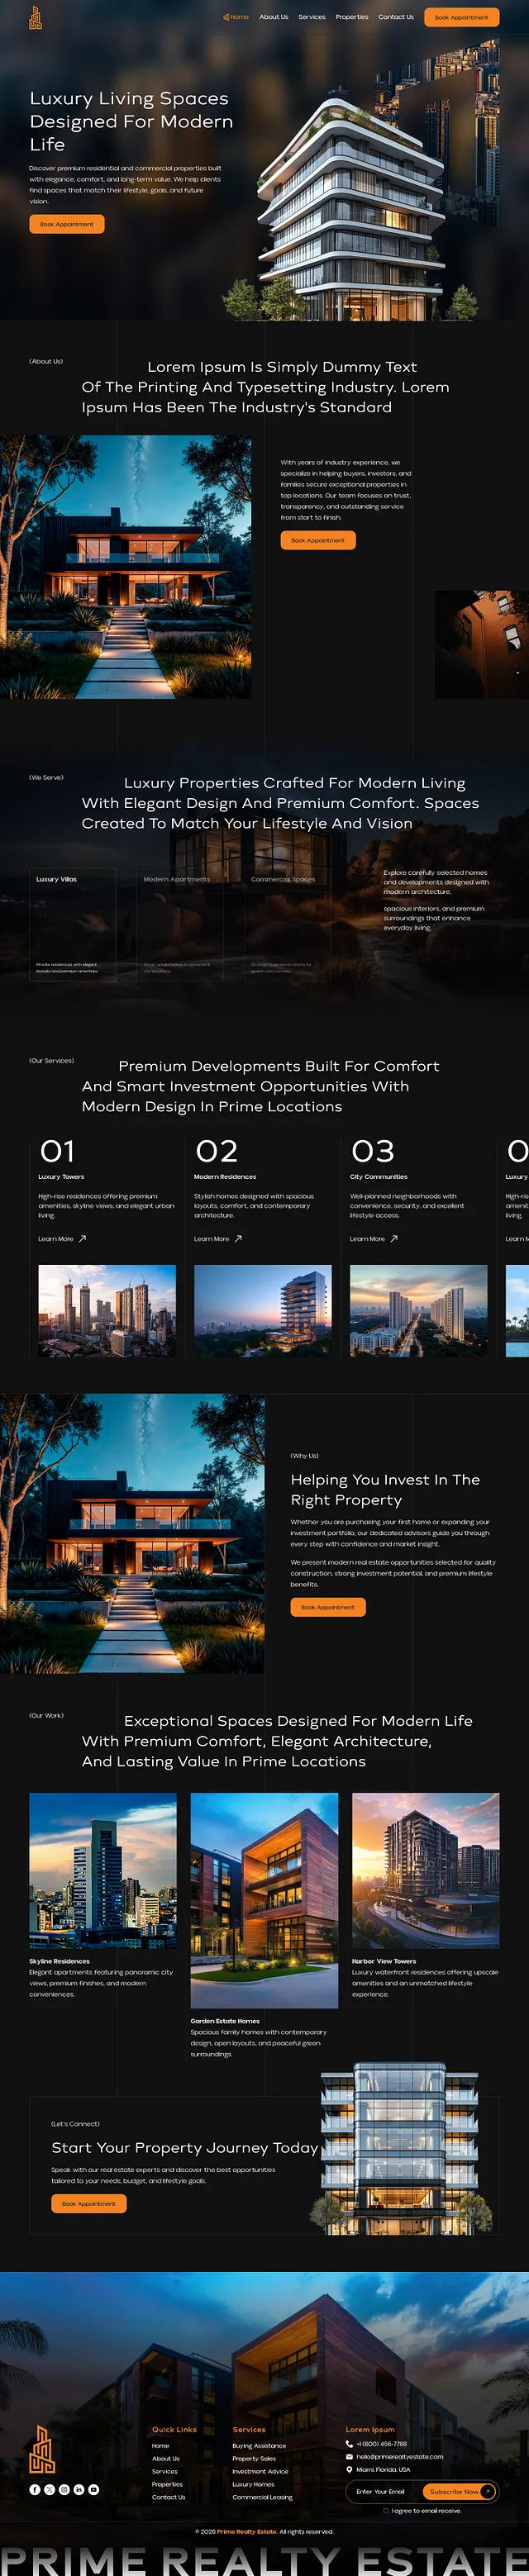 Home
About Us
Services
Properties
Contact Us
Book Appointment
Luxury Living Spaces
Designed For Modern
Life
Discover premium residential and commercial properties built
with elegance, comfort, and long-term value. We help clients
find spaces that match their lifestyle, goals, and future
vision.
Book Appointment
(About Us)
Lorem Ipsum Is Simply Dummy Text
Of The Printing And Typesetting Industry. Lorem
Ipsum Has Been The Industry's Standard
With years of industry experience, we
specialize in helping buyers, investors, and
families secure exceptional properties in
top locations. Our team focuses on trust,
transparency, and outstanding service
from start to finish.
Book Appointment
(We Serve)
Luxury Properties Crafted For Modern Living
With Elegant Design And Premium Comfort. Spaces
Created To Match Your Lifestyle And Vision
Luxury Villas
Private residences with elegant
layouts and premium amenities.
Modern Apartments
Commercial Spaces
Explore carefully selected homes
and developments designed with
modern architecture,
spacious interiors, and premium
surroundings that enhance
everyday living.
(Our Services)
Premium Developments Built For Comfort
And Smart Investment Opportunities With
Modern Design In Prime Locations
01
Luxury Towers
High-rise residences offering premium
amenities, skyline views, and elegant urban
living.
Learn More
02
Modern Residences
Stylish homes designed with spacious
layouts, comfort, and contemporary
architecture.
Learn More
03
City Communities
Well-planned neighborhoods with
convenience, security, and excellent
lifestyle access.
Learn More
0
Luxury
High-ris
amenit
living.
Learn M
(Why Us)
Helping You Invest In The
Right Property
Whether you are purchasing your first home or expanding your
investment portfolio, our dedicated advisors guide you through
every step with confidence and market insight.
We present modern real estate opportunities selected for quality
construction, strong investment potential, and premium lifestyle
benefits.
Book Appointment
(Our Work)
Exceptional Spaces Designed For Modern Life
With Premium Comfort, Elegant Architecture,
And Lasting Value In Prime Locations
Skyline Residences
Elegant apartments featuring panoramic city
views, premium finishes, and modern
conveniences.
Garden Estate Homes
Spacious family homes with contemporary
design, open layouts, and peaceful green
surroundings.
Harbor View Towers
Luxury waterfront residences offering upscale
amenities and an unmatched lifestyle
experience.
(Let's Connect)
Start Your Property Journey Today
Speak with our real estate experts and discover the best opportunities
tailored to your needs, budget, and lifestyle goals.
Book Appointment
Quick Links
Home
About Us
Services
Properties
Contact Us
Services
Buying Assistance
Property Sales
Investment Advice
Luxury Homes
Commercial Leasing
Lorem Ipsum
+1 (800) 456-7788
hello@primerealtyestate.com
Miami, Florida, USA
Enter Your Email
Subscribe Now
I agree to email receive.
© 2026 Prime Realty Estate. All rights reserved.
PRIME REALTY ESTATE